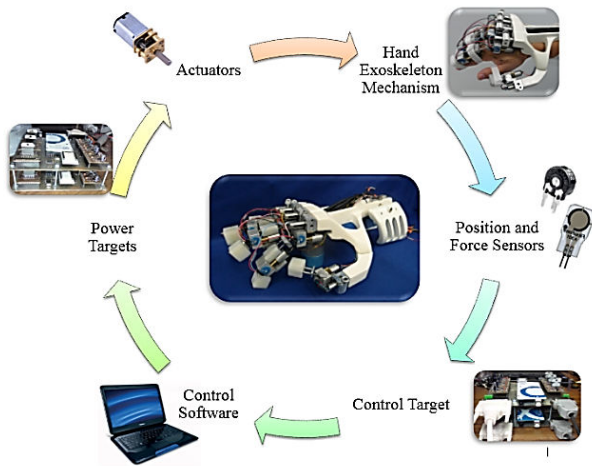 Actuators
Hand
Exoskeleton
Mechanism
Position and
Force Sensors
Control Target
Control
Software
Power
Targets